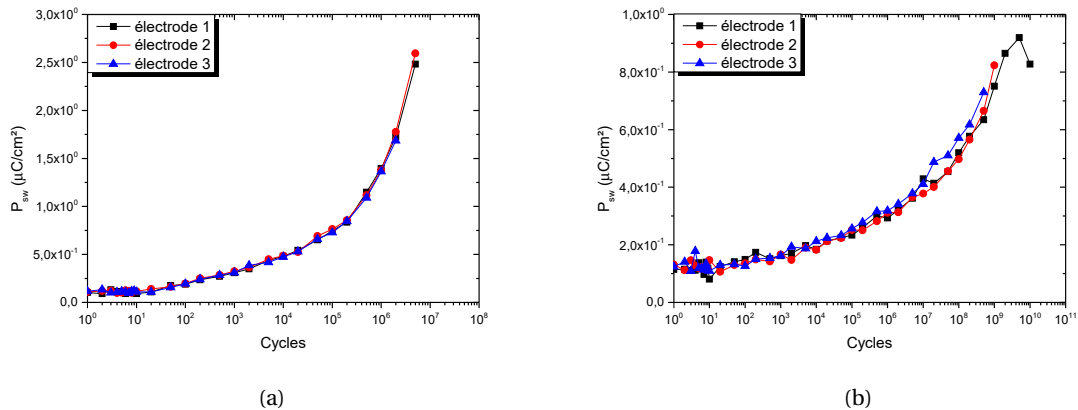 3,0x10⁰
2,5x10⁰
2,0x10⁰
1,5x10⁰
1,0x10⁰
5,0x10⁻¹
0,0
P_sw (µC/cm²)
électrode 1
électrode 2
électrode 3
10⁰ 10¹ 10² 10³ 10⁴ 10⁵ 10⁶ 10⁷ 10⁸
Cycles
(a)
1,0x10⁰
8,0x10⁻¹
6,0x10⁻¹
4,0x10⁻¹
2,0x10⁻¹
0,0
P_sw (µC/cm²)
électrode 1
électrode 2
électrode 3
10⁰ 10¹ 10² 10³ 10⁴ 10⁵ 10⁶ 10⁷ 10⁸ 10⁹ 10¹⁰ 10¹¹
Cycles
(b)